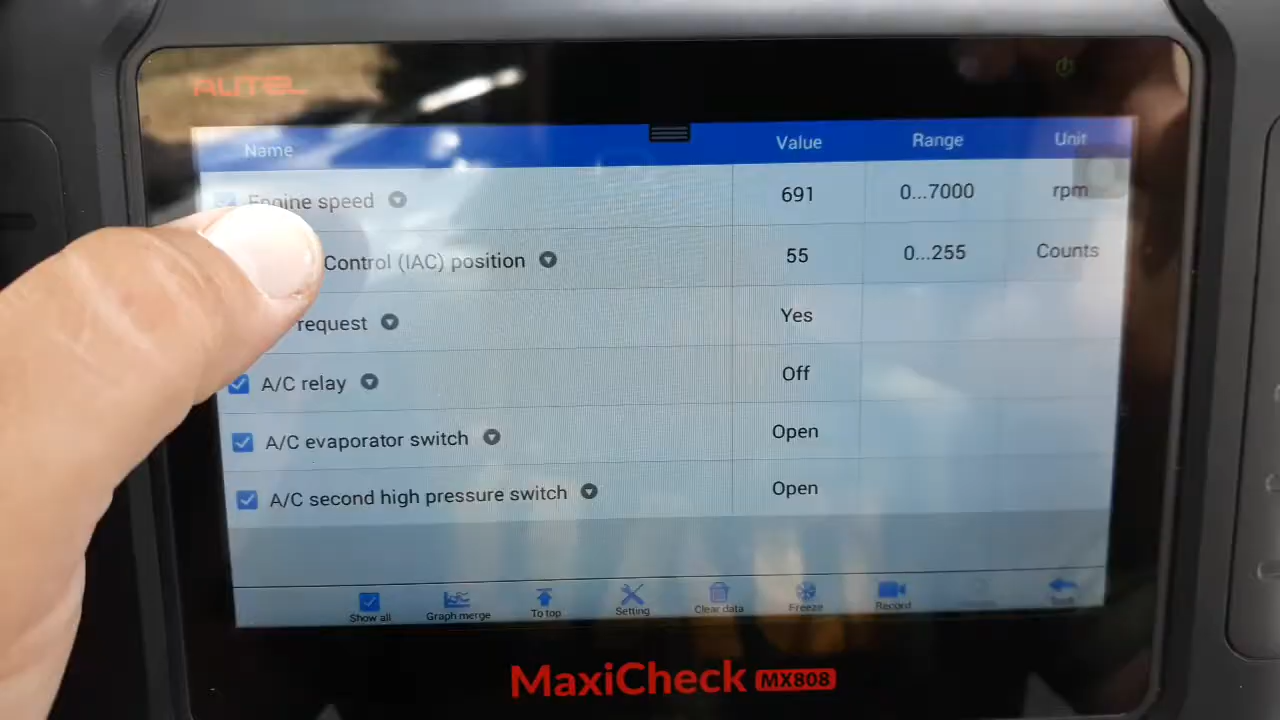 AUTEL
Name Value Range Unit
Engine speed 691 0...7000 rpm
Control (IAC) position 55 0...255 Counts
request Yes
A/C relay Off
A/C evaporator switch Open
A/C second high pressure switch Open
Show all Graph merge To top Setting Clear data Freeze Record Back
MaxiCheck MX808